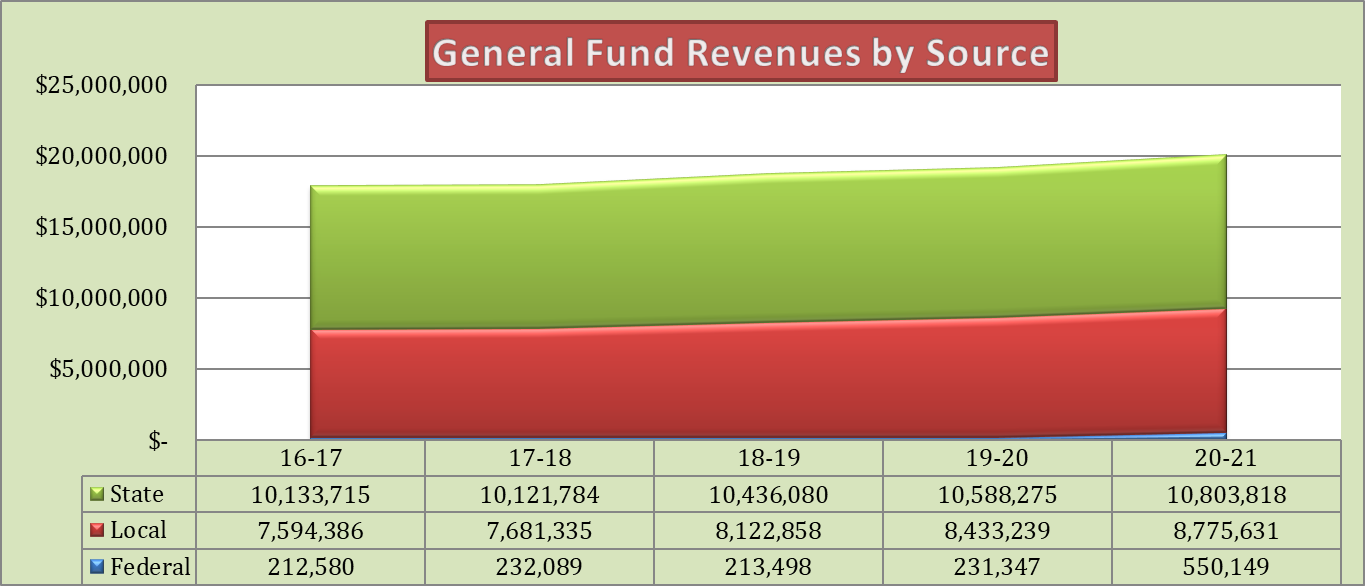 General Fund Revenues by Source
$25,000,000
$20,000,000
$15,000,000
$10,000,000
$5,000,000
$-
16-17 17-18 18-19 19-20 20-21
State 10,133,715 10,121,784 10,436,080 10,588,275 10,803,818
Local 7,594,386 7,681,335 8,122,858 8,433,239 8,775,631
Federal 212,580 232,089 213,498 231,347 550,149